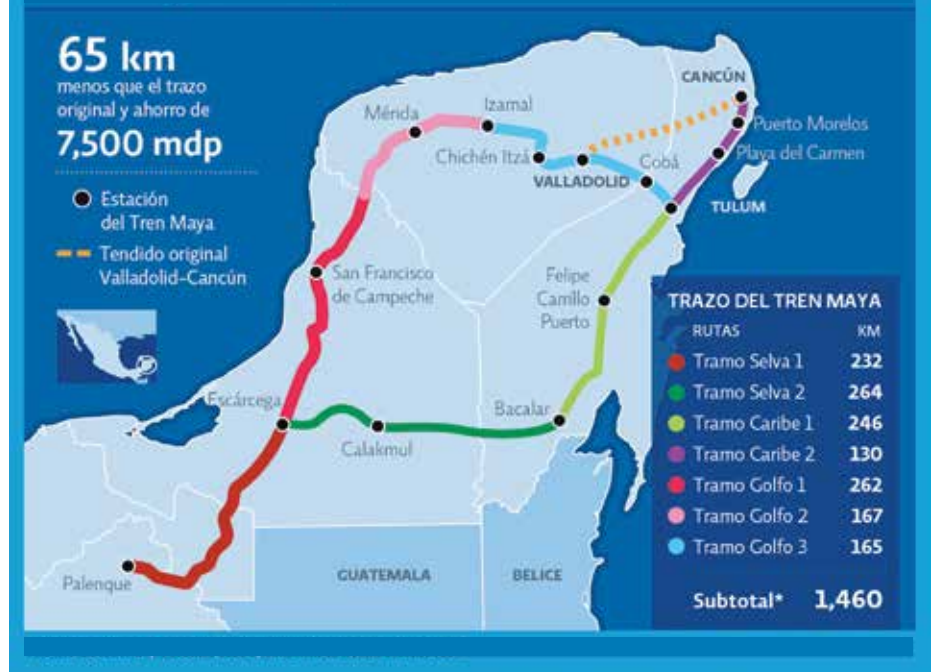 65 km
menos que el trazo
original y ahorro de
7,500 mdp
Estación
del Tren Maya
Tendido original
Valladolid–Cancún
CANCÚN
Puerto Morelos
Playa del Carmen
Izamal
Mérida
Chichén Itzá
VALLADOLID
Cobá
TULUM
San Francisco
de Campeche
Felipe
Carrillo
Puerto
Escárcega
Bacalar
Calakmul
Palenque
GUATEMALA
BELICE
TRAZO DEL TREN MAYA
RUTAS KM
Tramo Selva 1 232
Tramo Selva 2 264
Tramo Caribe 1 246
Tramo Caribe 2 130
Tramo Golfo 1 262
Tramo Golfo 2 167
Tramo Golfo 3 165
Subtotal* 1,460